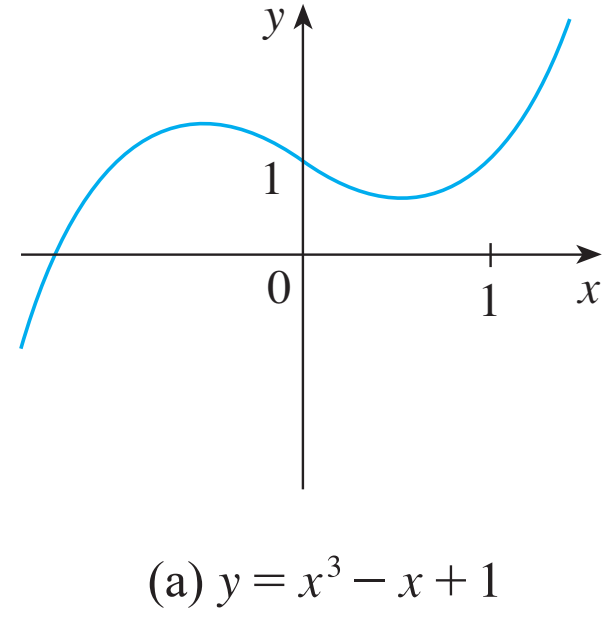 y
1
0
1
x
(a) y = x³ − x + 1